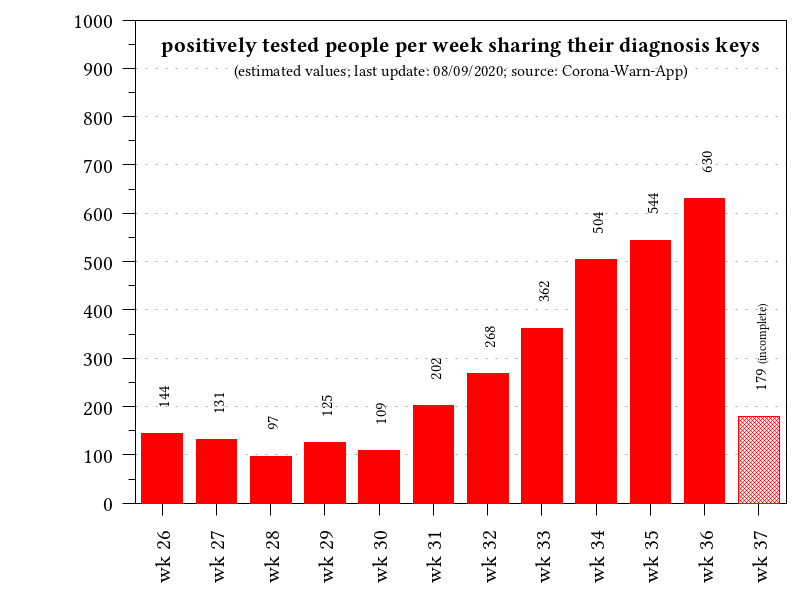 positively tested people per week sharing their diagnosis keys
(estimated values; last update: 08/09/2020; source: Corona-Warn-App)
1000
900
800
700
600
500
400
300
200
100
0
144
131
97
125
109
202
268
362
504
544
630
179 (incomplete)
wk 26
wk 27
wk 28
wk 29
wk 30
wk 31
wk 32
wk 33
wk 34
wk 35
wk 36
wk 37